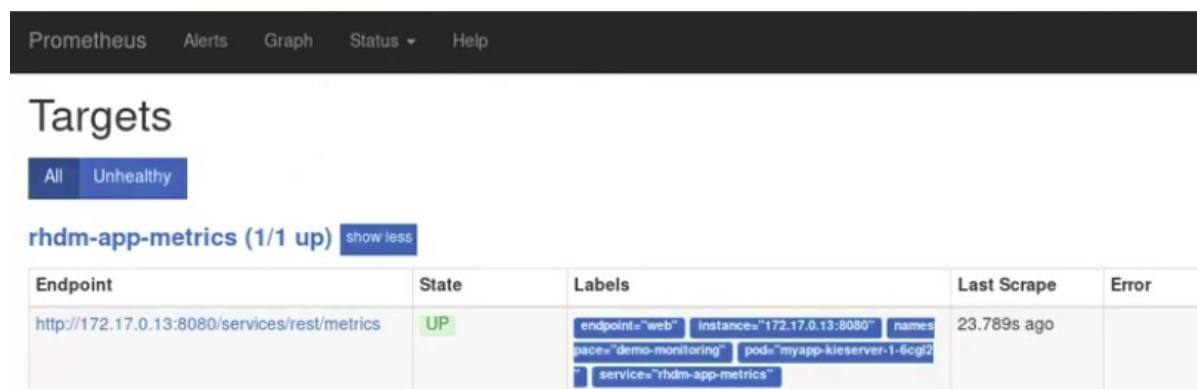 Prometheus Alerts Graph Status Help
Targets
All Unhealthy
rhdm-app-metrics (1/1 up) show less
Endpoint State Labels Last Scrape Error
http://172.17.0.13:8080/services/rest/metrics UP endpoint="web" instance="172.17.0.13:8080" names 23.789s ago
pace="demo-monitoring" pod="myapp-kieserver-1-6cgl2
" service="rhdm-app-metrics"